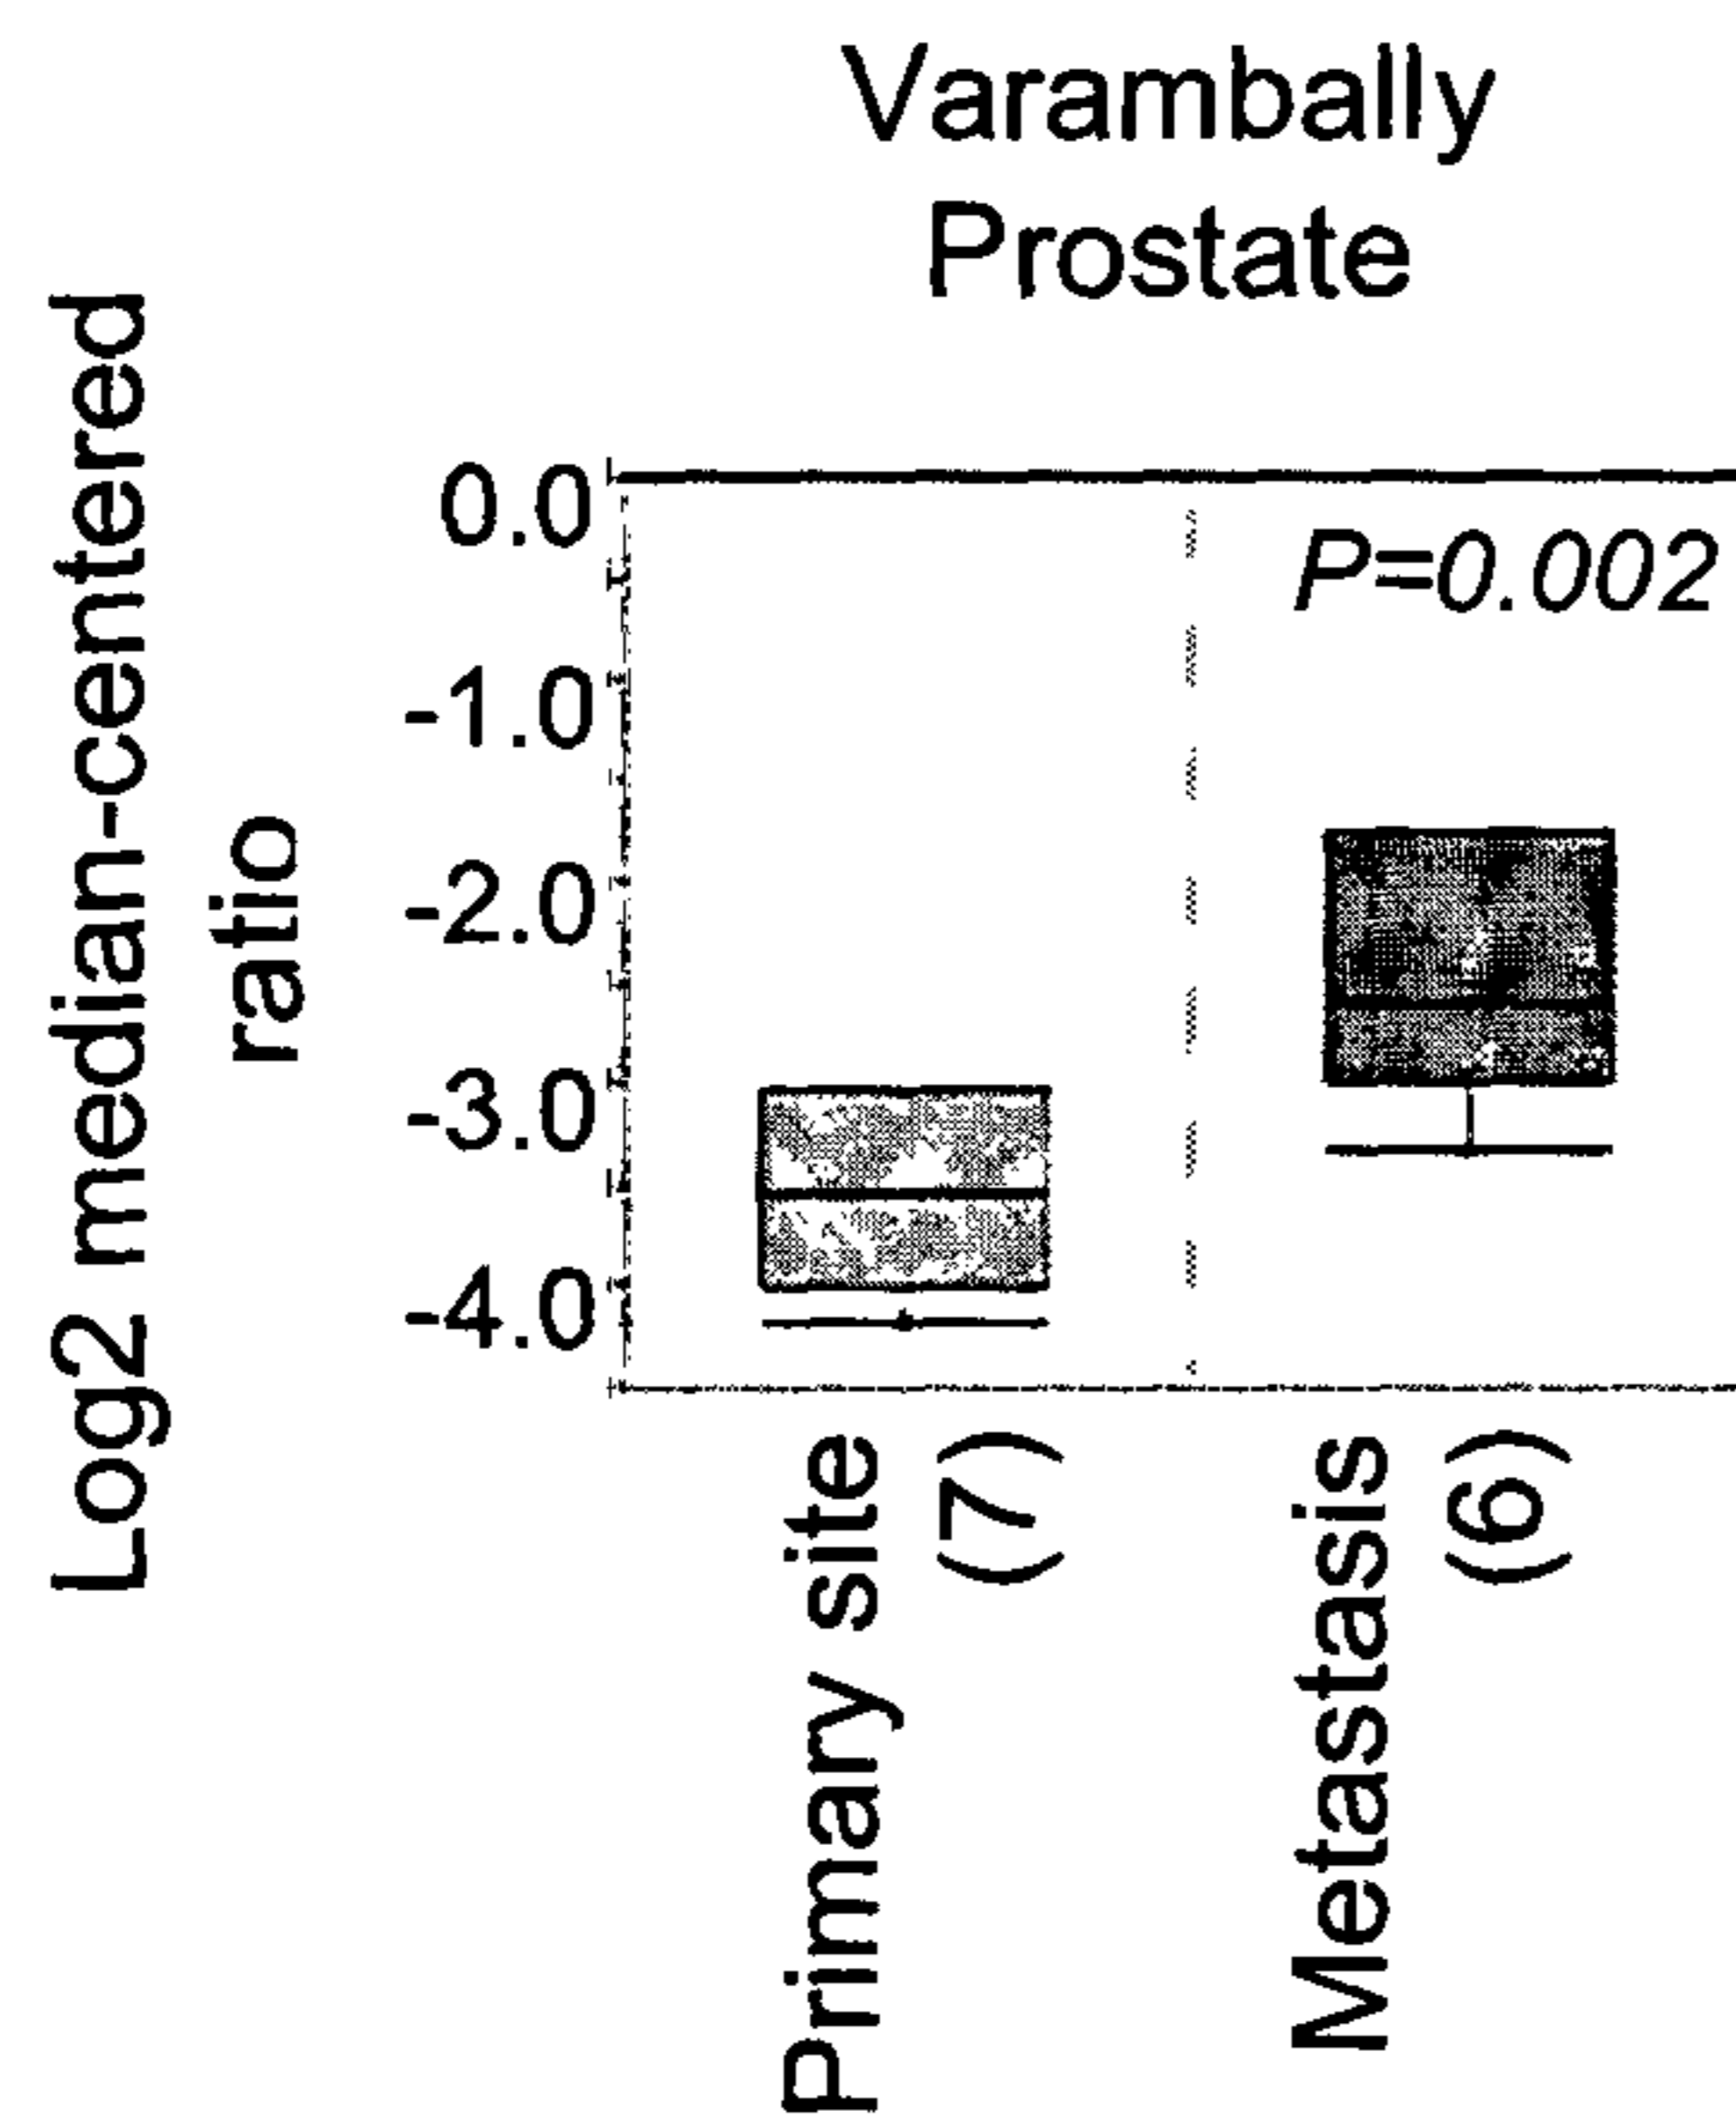 Varambally
Prostate
Log2 median-centered
ratio
0.0
-1.0
-2.0
-3.0
-4.0
P=0.002
Primary site
(7)
Metastasis
(6)